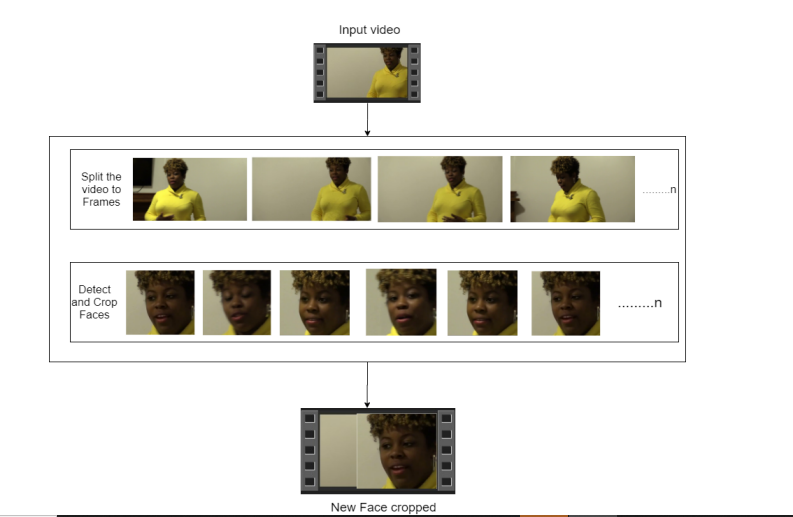 Input video
Split the
video to
Frames
.........n
Detect
and Crop
Faces
.........n
New Face cropped